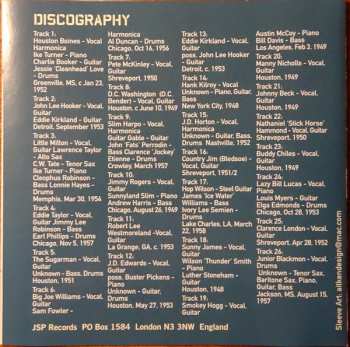 DISCOGRAPHY
Track 1:
Houston Boines - Vocal
Harmonica
Ike Turner - Piano
Charlie Booker - Guitar
Jessie 'Cleanhead' Love
- Drums
Greenville, MS, c Jan 23
1952
Track 2:
John Lee Hooker - Vocal,
Guitar
Eddie Kirkland - Guitar
Detroit, September 1953
Track 3:
Little Milton - Vocal
Guitar Lawrence Taylor
- Alto Sax
C.W. Tate - Tenor Sax
Ike Turner - Piano
Cleophus Robinson -
Bass Lonnie Hayes -
Drums
Memphis, Mar 30, 1954
Track 4:
Eddie Taylor - Vocal,
Guitar Jimmy Lee
Robinson - Bass
Earl Phillips - Drums
Chicago, Nov 5, 1957
Track 5:
The Sugarman - Vocal,
Guitar
Unknown - Bass. Drums
Houston, 1951
Track 6:
Big Joe Williams - Vocal,
Guitar
Sam Fowler -
Harmonica
Al Duncan - Drums
Chicago, Oct 16, 1956
Track 7:
Pete McKinley - Vocal,
Guitar
Shreveport, 1950
Track 8:
D.C. Washington (D.C.
Bender) - Vocal, Guitar
Houston, c June 10, 1949
Track 9:
Slim Harpo - Vocal,
Harmonica
Guitar Gable - Guitar
John 'Fats' Perrodin -
Bass Clarence 'Jockey'
Etienne - Drums
Crowley, March 1957
Track 10:
Jimmy Rogers - Vocal,
Guitar
Sunnyland Slim - Piano
Andrew Harris - Bass
Chicago, August 26, 1949
Track 11:
Robert Lee
Westmoreland - Vocal,
Guitar
La Grange, GA, c. 1953
Track 12:
J.D. Edwards - Vocal,
Guitar
poss. Buster Pickens -
Piano
Unknown - Drums
Houston, May 27, 1953
Track 13:
Eddie Kirkland - Vocal,
Guitar
poss. John Lee Hooker -
Guitar
Detroit, c. 1953
Track 14:
Hank Kilroy - Vocal
Unknown - Piano, Guitar,
Bass
New York City, 1948
Track 15:
J.D. Horton - Vocal,
Harmonica
Unknown - Guitar, Bass,
Drums Nashville, 1952
Track 16:
Country Jim (Bledsoe) -
Vocal, Guitar
Shreveport, 1951/2
Track 17:
Hop Wilson - Steel Guitar
James 'Ice Water'
Williams - Bass
Ivory Lee Semien -
Drums
Lake Charles, LA, March
22, 1958
Track 18:
Sunny James - Vocal,
Guitar
Wilson 'Thunder' Smith
- Piano
Luther Stoneham -
Guitar
Houston, 1948
Track 19:
Smokey Hogg - Vocal,
Guitar
Austin McCoy - Piano
Bill Davis - Bass
Los Angeles, Feb 3, 1949
Track 20:
Manny Nichols - Vocal,
Guitar
Houston, 1949
Track 21:
Johnny Beck - Vocal,
Guitar
Houston, 1949
Track 22:
Nathaniel 'Stick Horse'
Hammond - Vocal, Guitar
Shreveport, 1950
Track 23:
Buddy Chiles - Vocal,
Guitar
Houston, 1949
Track 24:
Lazy Bill Lucas - Vocal,
Piano
Louis Myers - Guitar
Elga Edmonds - Drums
Chicago, Oct 28, 1953
Track 25:
Clarence London - Vocal,
Guitar
Shreveport, Apr 28, 1952
Track 26:
Junior Blackmon - Vocal,
Drums
Unknown - Tenor Sax,
Baritone Sax, Piano,
Guitar, Bass
Jackson, MS, August 15,
1957
JSP Records PO Box 1584 London N3 3NW England
Sleeve Art: aitkendesign@mac.com